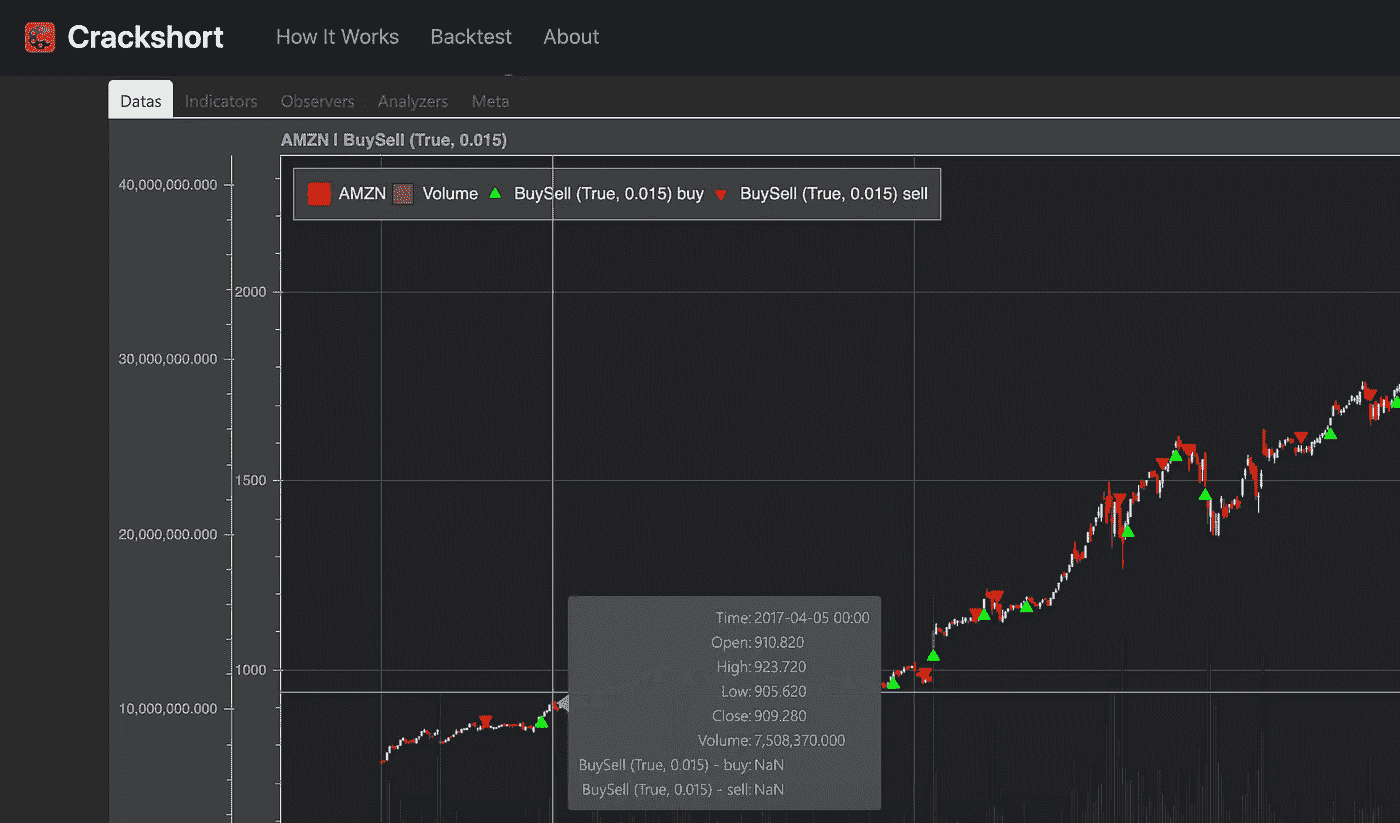 Crackshort How It Works Backtest About
Datas Indicators Observers Analyzers Meta
AMZN | BuySell (True, 0.015)
AMZN Volume BuySell (True, 0.015) buy BuySell (True, 0.015) sell
40,000,000.000
2000
30,000,000.000
1500
20,000,000.000
1000
10,000,000.000
Time: 2017-04-05 00:00
Open: 910.820
High: 923.720
Low: 905.620
Close: 909.280
Volume: 7,508,370.000
BuySell (True, 0.015) - buy: NaN
BuySell (True, 0.015) - sell: NaN